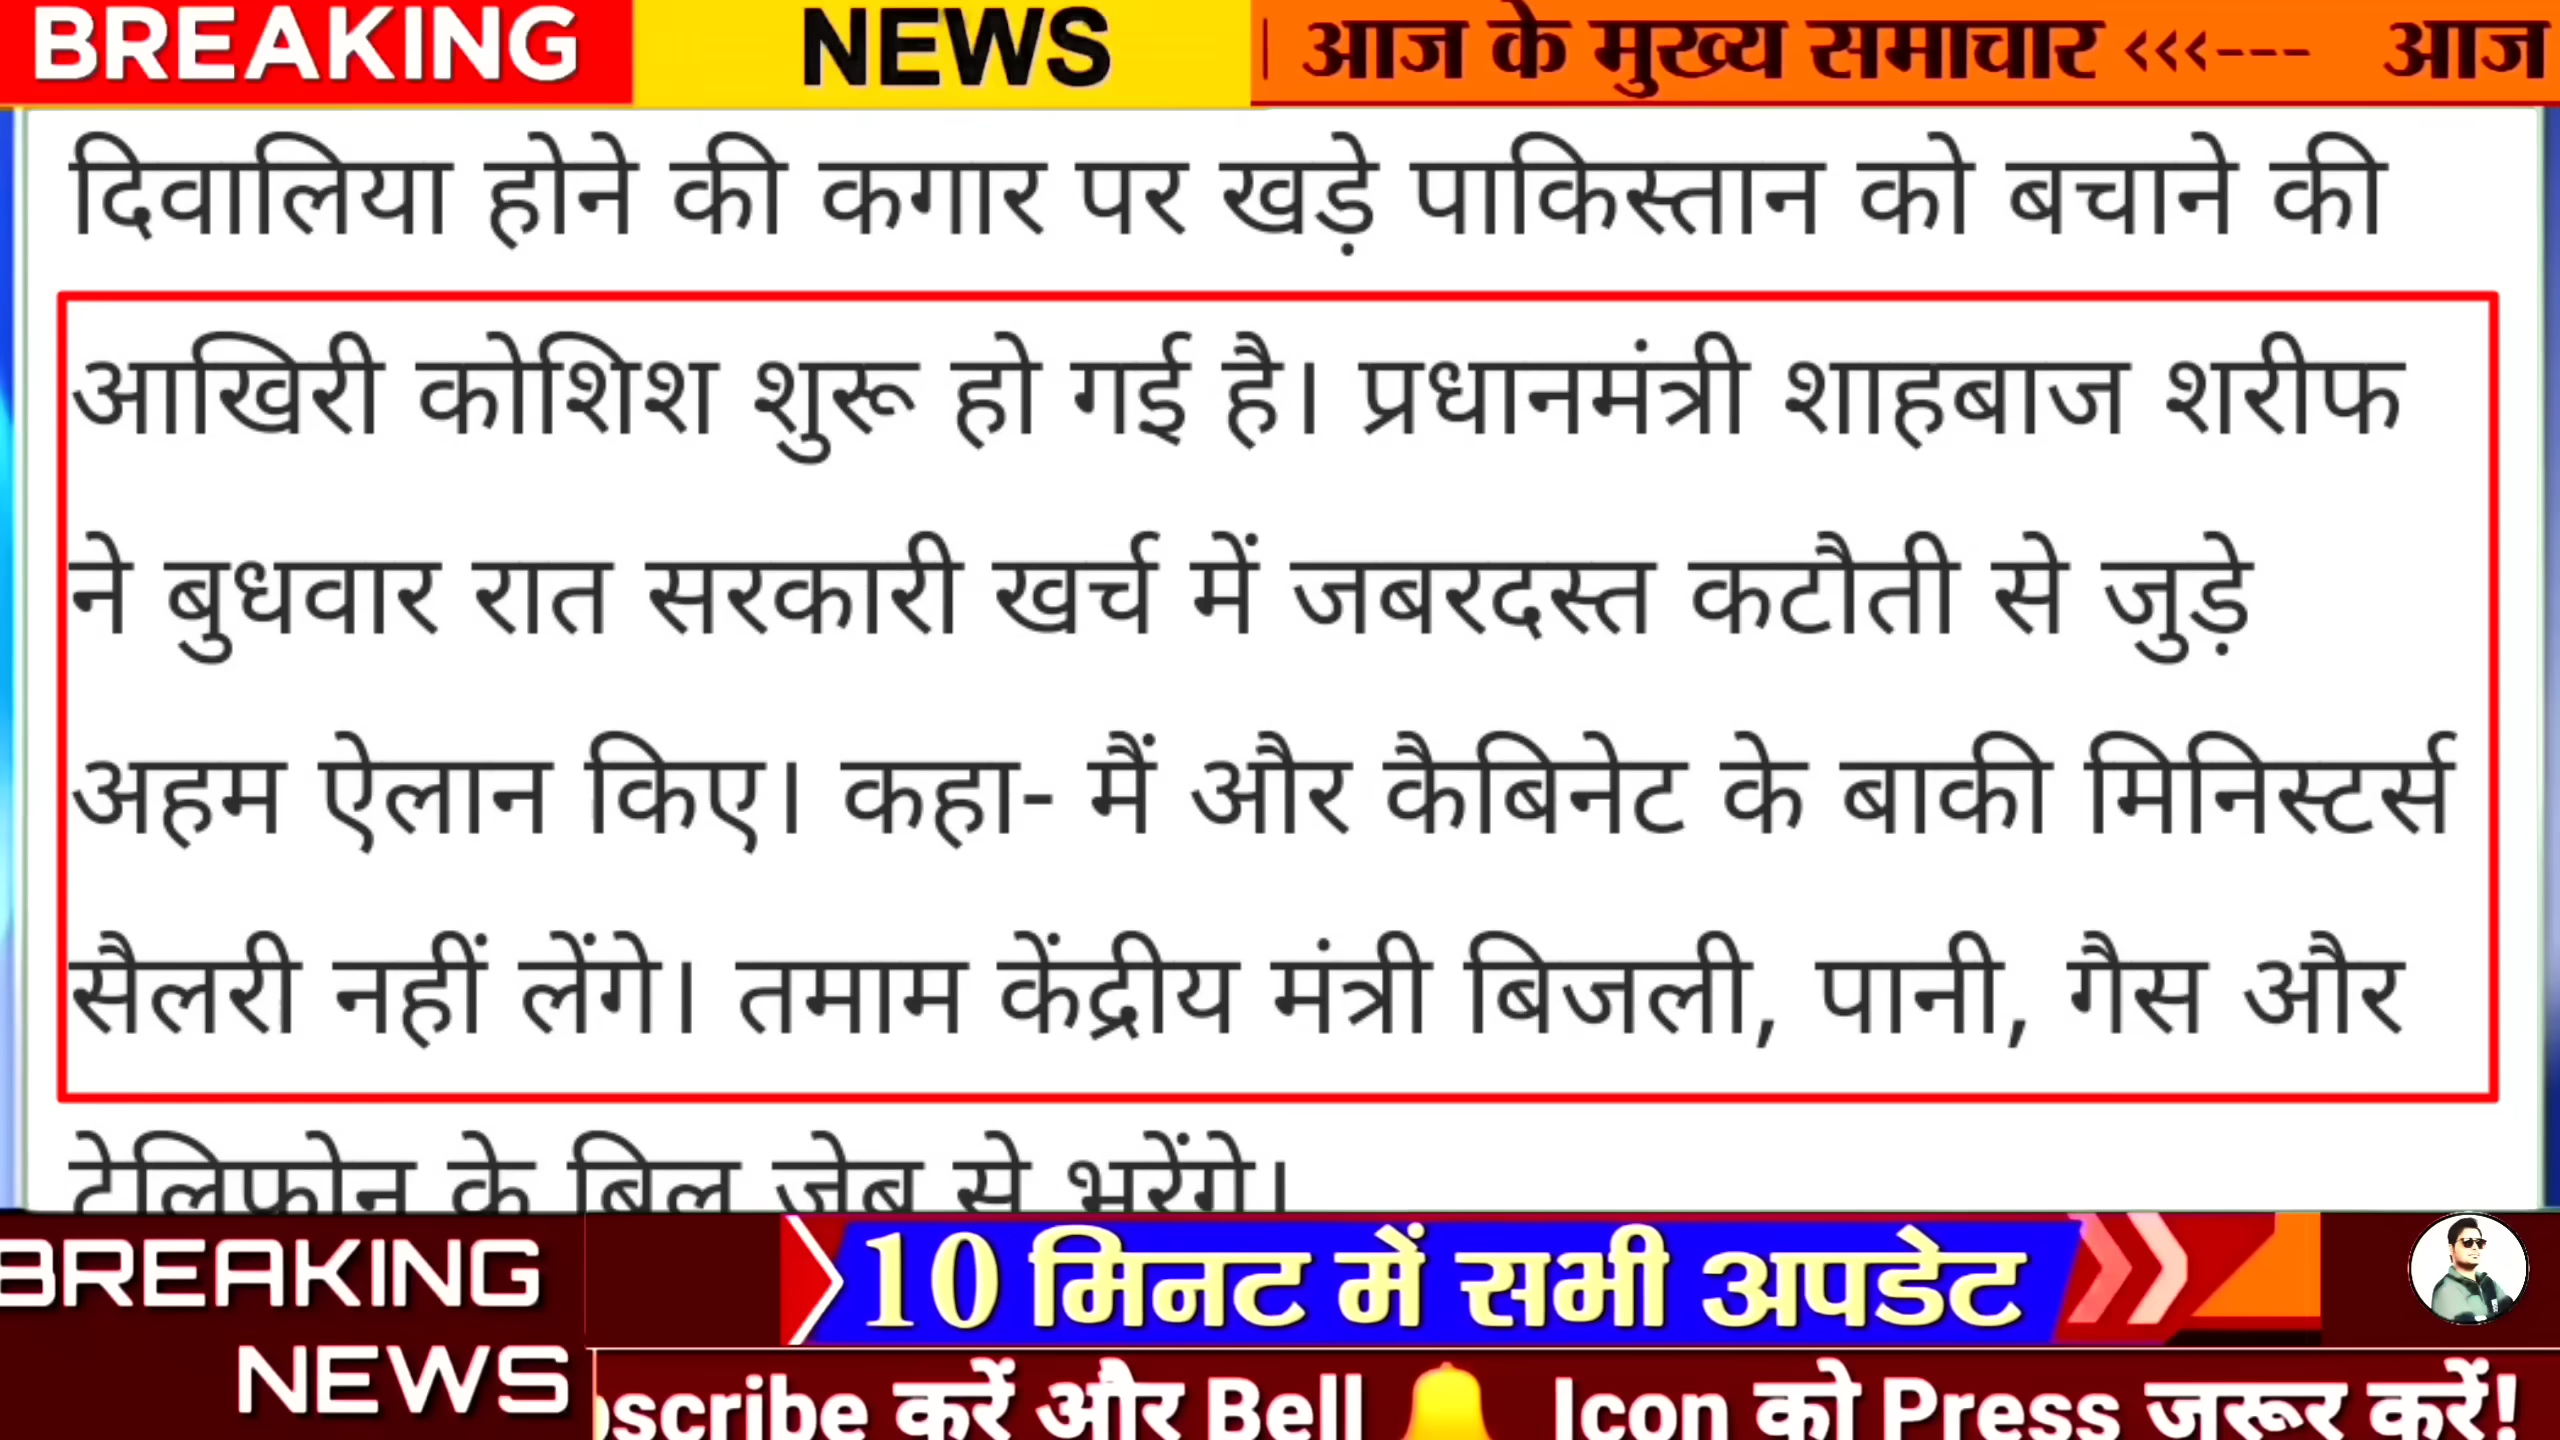 BREAKING NEWS | आज के मुख्य समाचार <<<--- आज
दिवालिया होने की कगार पर खड़े पाकिस्तान को बचाने की
आखिरी कोशिश शुरू हो गई है। प्रधानमंत्री शाहबाज शरीफ
ने बुधवार रात सरकारी खर्च में जबरदस्त कटौती से जुड़े
अहम ऐलान किए। कहा- मैं और कैबिनेट के बाकी मिनिस्टर्स
सैलरी नहीं लेंगे। तमाम केंद्रीय मंत्री बिजली, पानी, गैस और
टेलिफोन के बिल जेब से भरेंगे।
BREAKING
NEWS
10 मिनट में सभी अपडेट
scribe करें और Bell 🔔 Icon को Press जरूर करें!